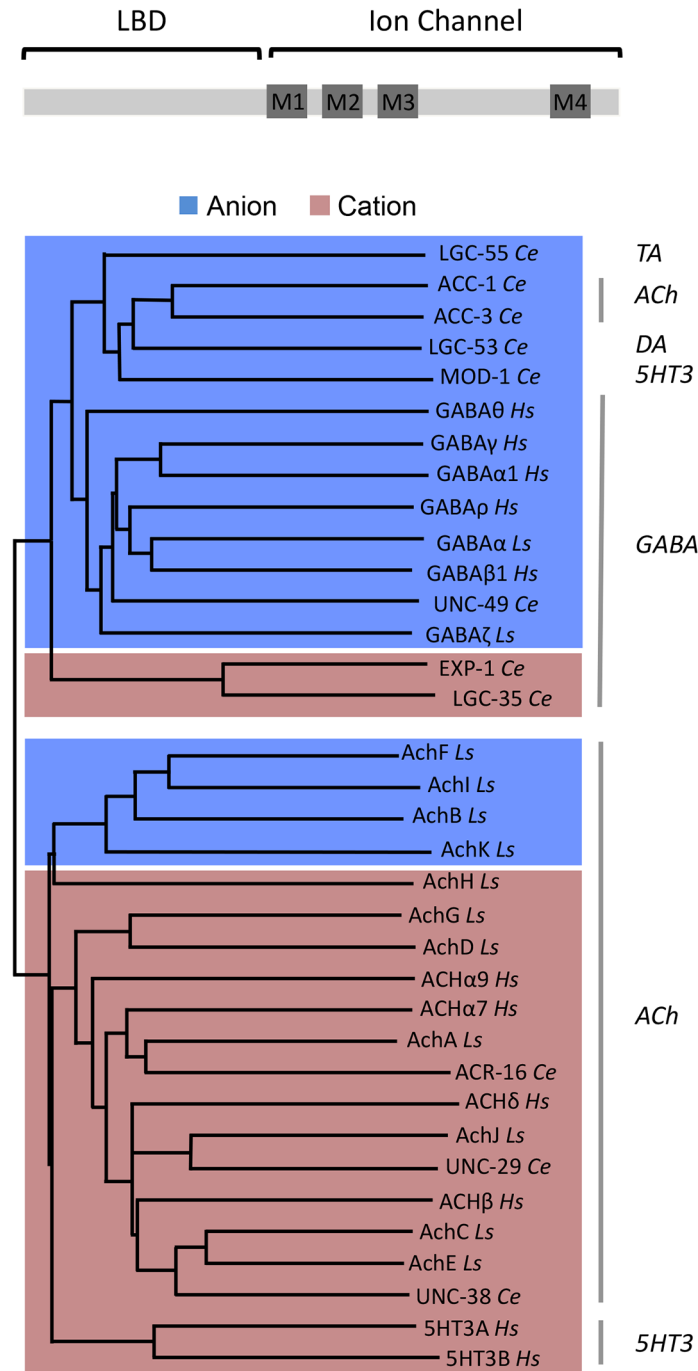 LBD Ion Channel
M1 M2 M3 M4
Anion Cation
LGC-55 Ce TA
ACC-1 Ce
ACh
ACC-3 Ce
LGC-53 Ce DA
MOD-1 Ce 5HT3
GABAθ Hs
GABAγ Hs
GABAα1 Hs
GABAρ Hs
GABAα Ls GABA
GABAβ1 Hs
UNC-49 Ce
GABAζ Ls
EXP-1 Ce
LGC-35 Ce
AchF Ls
AchI Ls
AchB Ls
AchK Ls
AchH Ls
AchG Ls
AchD Ls
ACHα9 Hs
ACHα7 Hs ACh
AchA Ls
ACR-16 Ce
ACHδ Hs
AchJ Ls
UNC-29 Ce
ACHβ Hs
AchC Ls
AchE Ls
UNC-38 Ce
5HT3A Hs
5HT3
5HT3B Hs